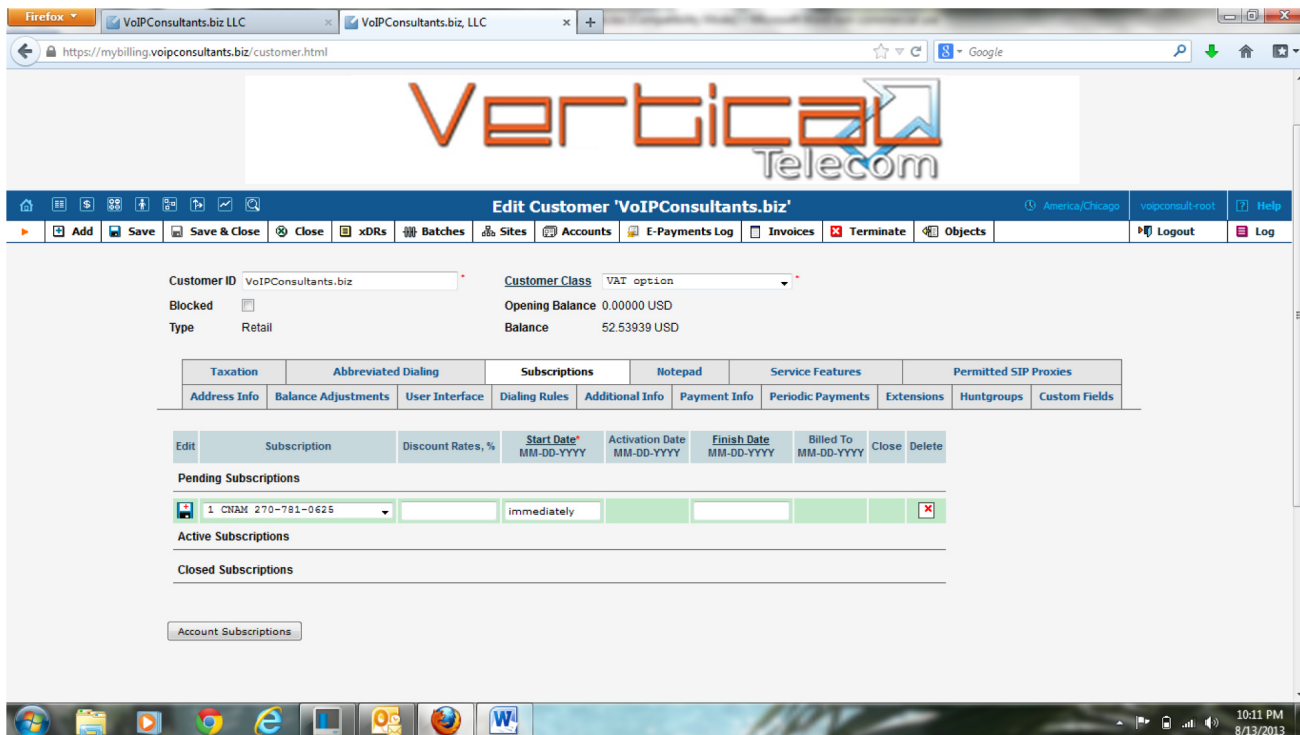 Firefox
VoIPConsultants.biz LLC
VoIPConsultants.biz, LLC
https://mybilling.voipconsultants.biz/customer.html
Google
Vertical
Telecom
Edit Customer 'VoIPConsultants.biz'
America/Chicago
voipconsult-root
Help
Add Save Save & Close Close xDRs Batches Sites Accounts E-Payments Log Invoices Terminate Objects Logout Log
Customer ID VoIPConsultants.biz * Customer Class VAT option *
Blocked Opening Balance 0.00000 USD
Type Retail Balance 52.53939 USD
Taxation Abbreviated Dialing Subscriptions Notepad Service Features Permitted SIP Proxies
Address Info Balance Adjustments User Interface Dialing Rules Additional Info Payment Info Periodic Payments Extensions Huntgroups Custom Fields
Edit Subscription Discount Rates, % Start Date* MM-DD-YYYY Activation Date MM-DD-YYYY Finish Date MM-DD-YYYY Billed To MM-DD-YYYY Close Delete
Pending Subscriptions
1 CNAM 270-781-0625 immediately
Active Subscriptions
Closed Subscriptions
Account Subscriptions
10:11 PM
8/13/2013